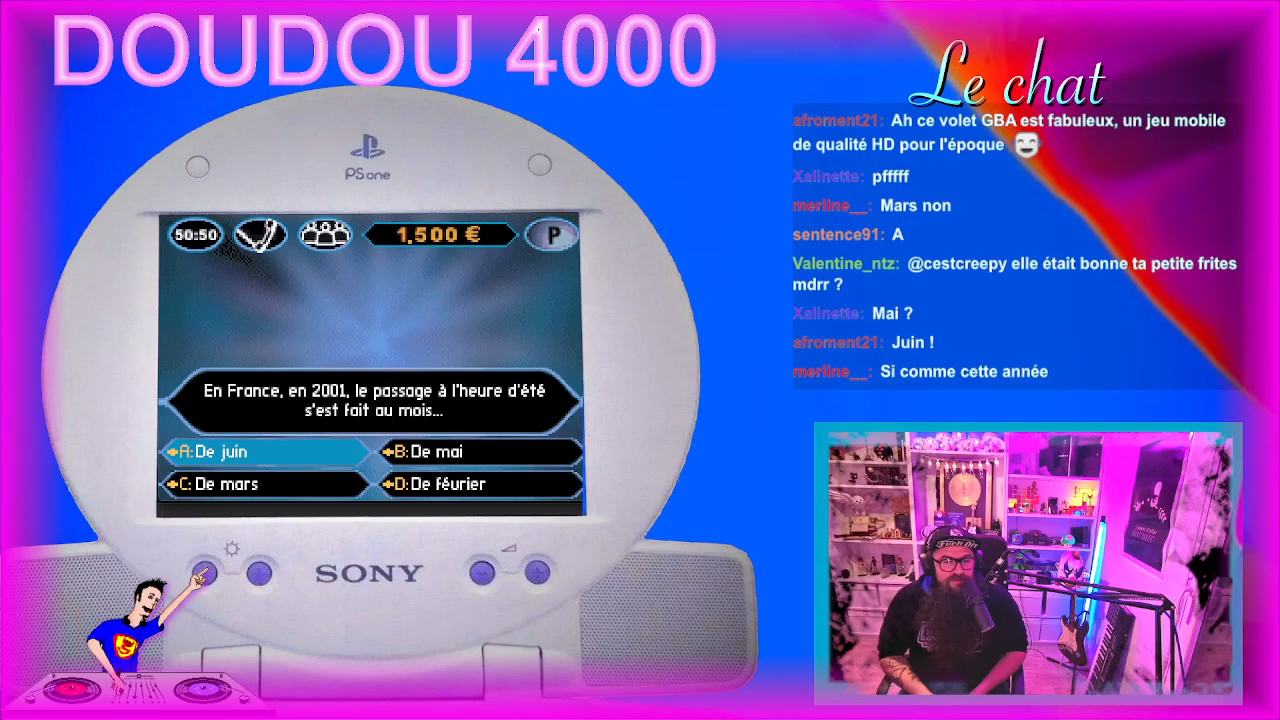 DOUDOU 4000
PS one
50:50
1,500 €
P
En France, en 2001, le passage à l'heure d'été
s'est fait au mois...
A: De juin
B: De mai
C: De mars
D: De février
SONY
Le chat
afroment21: Ah ce volet GBA est fabuleux, un jeu mobile
de qualité HD pour l'époque
Xalinette: pfffff
merline__: Mars non
sentence91: A
Valentine_ntz: @cestcreepy elle était bonne ta petite frites
mdrr ?
Xalinette: Mai ?
afroment21: Juin !
merline__: Si comme cette année